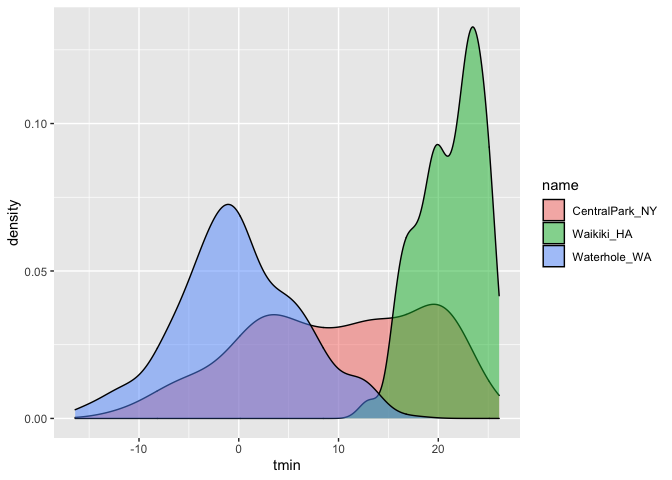 0.10
0.05
0.00
density
-10 0 10 20
tmin
name
CentralPark_NY
Waikiki_HA
Waterhole_WA